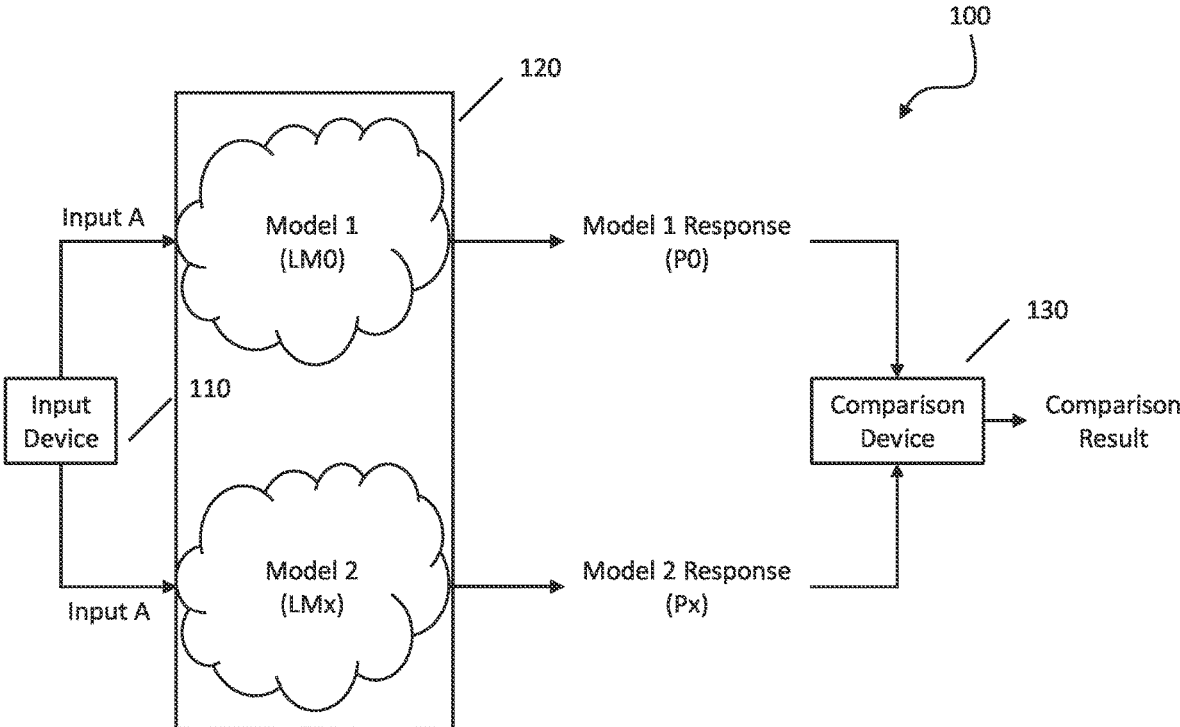 100
120
Input A
Model 1
(LM0)
Model 1 Response
(P0)
130
110
Input
Device
Comparison
Device
Comparison
Result
Model 2
(LMx)
Model 2 Response
(Px)
Input A